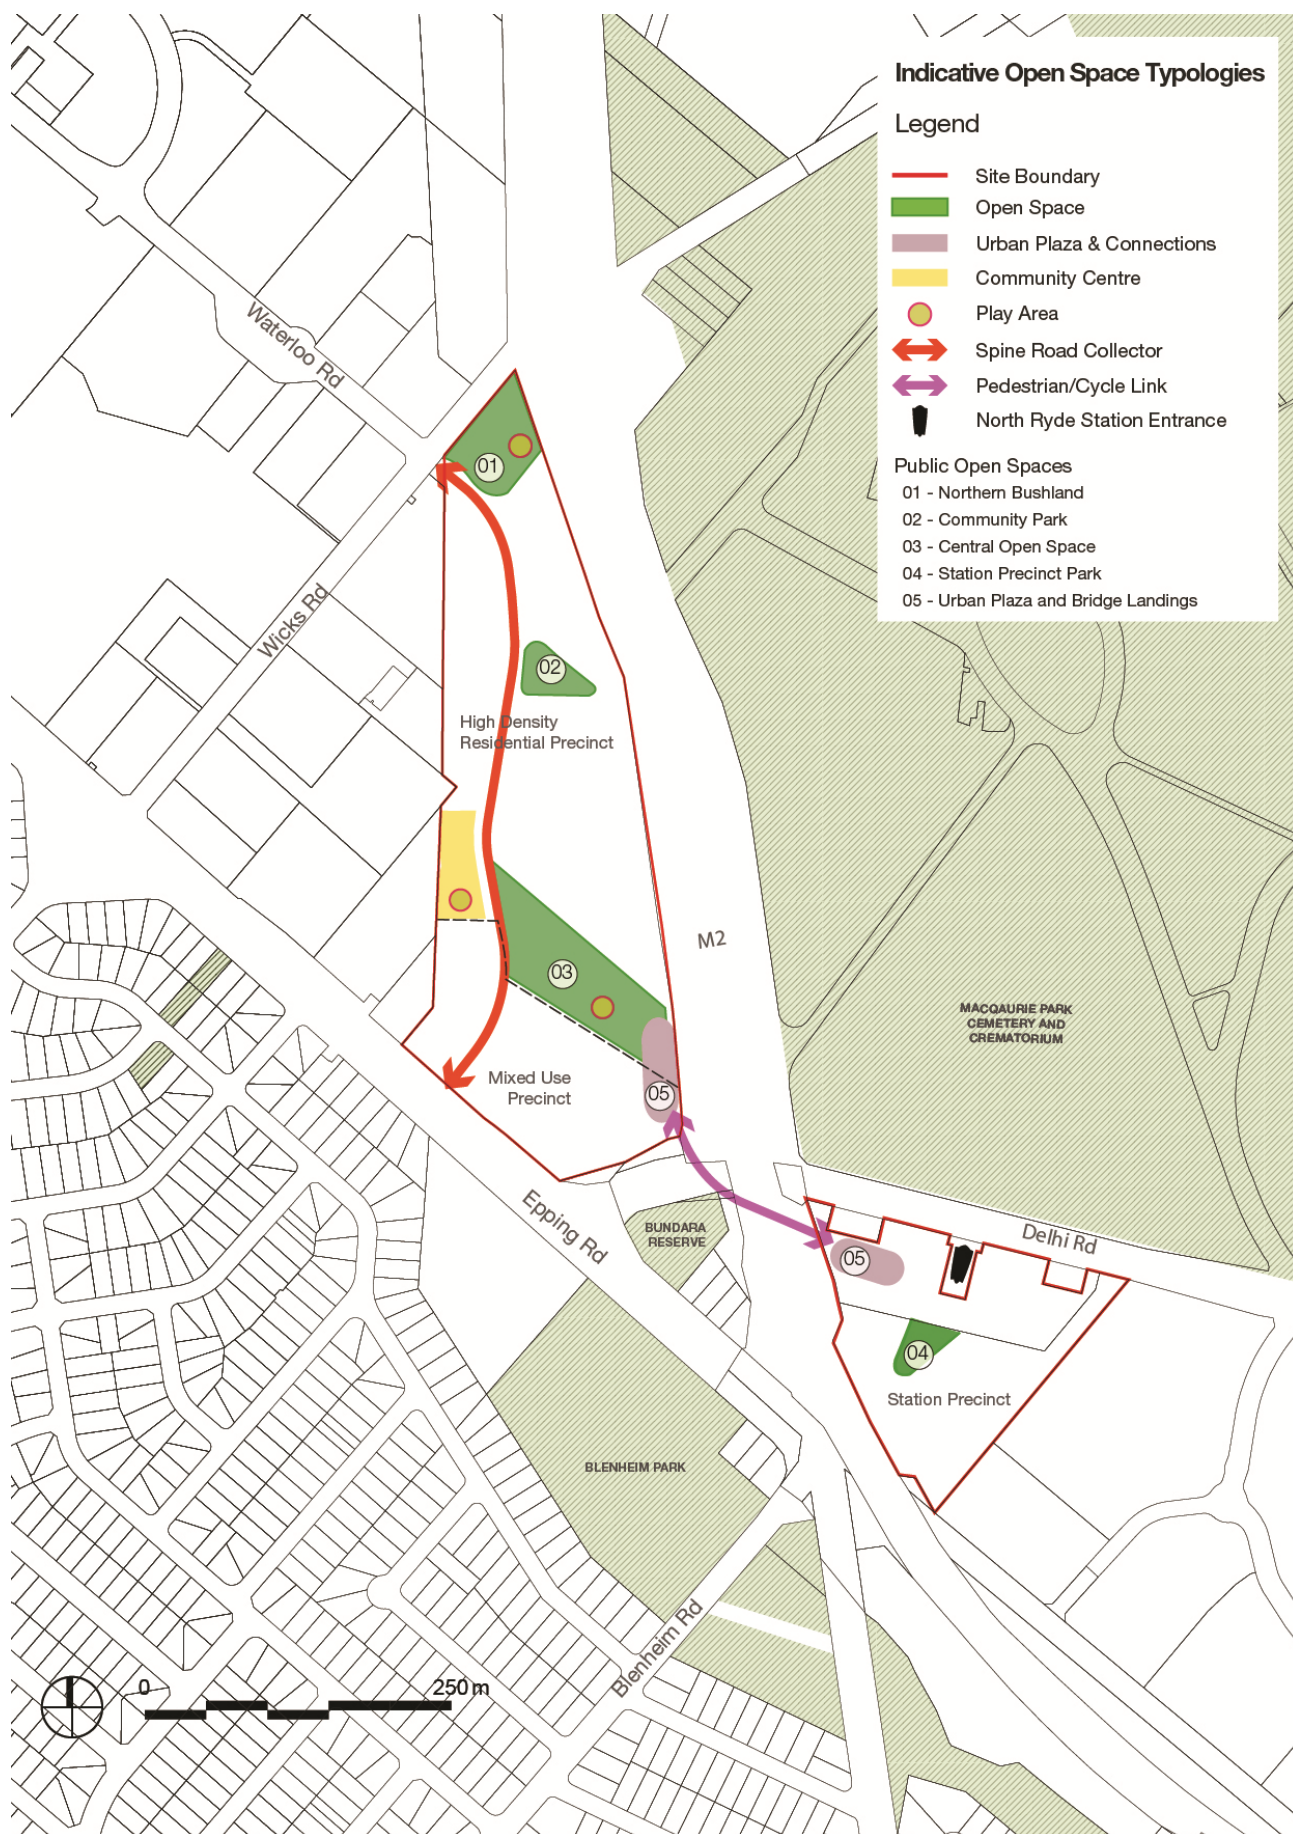 Indicative Open Space Typologies
Legend
Site Boundary
Open Space
Urban Plaza & Connections
Community Centre
Play Area
Spine Road Collector
Pedestrian/Cycle Link
North Ryde Station Entrance
Public Open Spaces
01 - Northern Bushland
02 - Community Park
03 - Central Open Space
04 - Station Precinct Park
05 - Urban Plaza and Bridge Landings
Waterloo Rd
01
Wicks Rd
02
High Density
Residential Precinct
M2
03
MACQAURIE PARK
CEMETERY AND
CREMATORIUM
Mixed Use
Precinct
05
Epping Rd
BUNDARA
RESERVE
Delhi Rd
05
04
Station Precinct
BLENHEIM PARK
Blenheim Rd
0
250 m